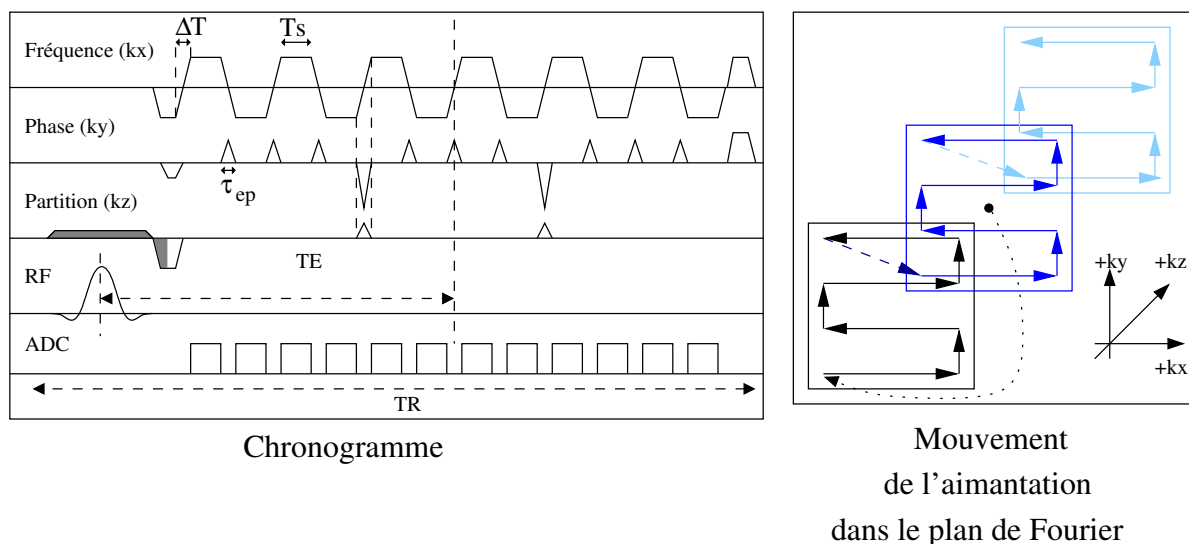 ΔT
Ts
Fréquence (kx)
Phase (ky)
τep
Partition (kz)
TE
RF
ADC
TR
Chronogramme
+ky
+kz
+kx
Mouvement
de l'aimantation
dans le plan de Fourier